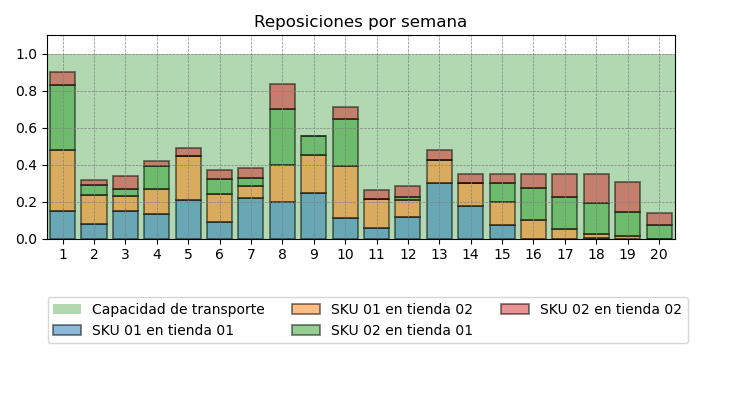 Reposiciones por semana
1.0
0.8
0.6
0.4
0.2
0.0
1 2 3 4 5 6 7 8 9 10 11 12 13 14 15 16 17 18 19 20
Capacidad de transporte SKU 01 en tienda 02 SKU 02 en tienda 02
SKU 01 en tienda 01 SKU 02 en tienda 01